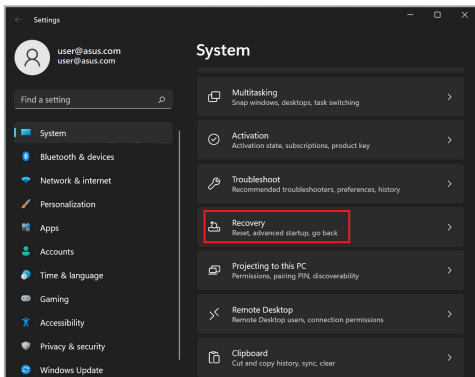 Settings
user@asus.com
user@asus.com
Find a setting
System
Bluetooth & devices
Network & internet
Personalization
Apps
Accounts
Time & language
Gaming
Accessibility
Privacy & security
Windows Update
System
Multitasking
Snap windows, desktops, task switching
Activation
Activation state, subscriptions, product key
Troubleshoot
Recommended troubleshooters, preferences, history
Recovery
Reset, advanced startup, go back
Projecting to this PC
Permissions, pairing PIN, discoverability
Remote Desktop
Remote Desktop users, connection permissions
Clipboard
Cut and copy history, sync, clear